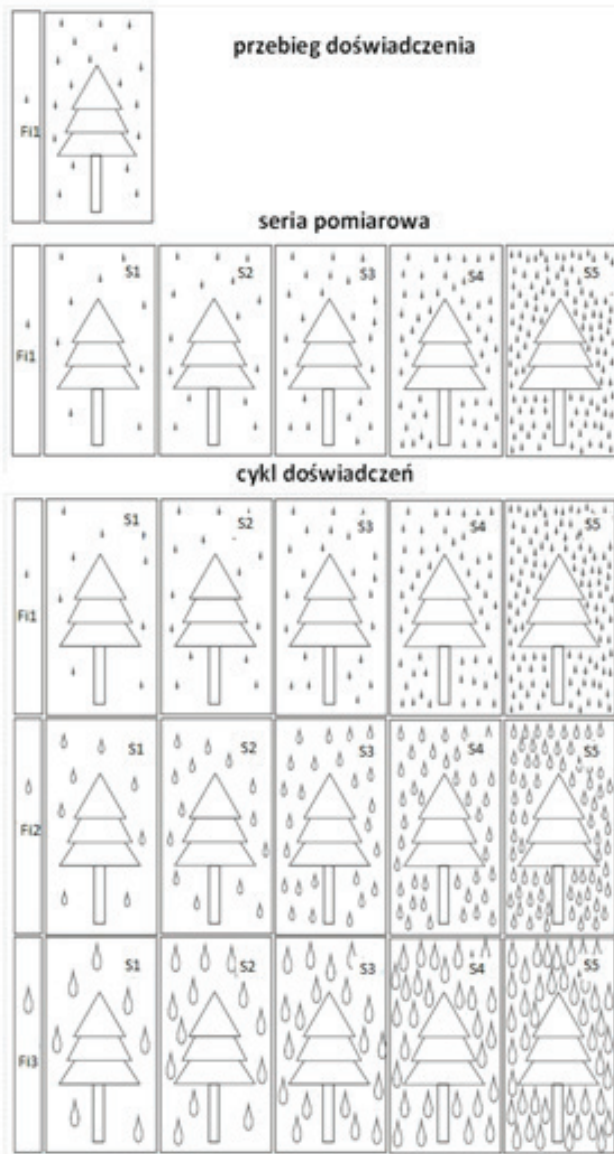 przebieg doświadczenia
Fi1
seria pomiarowa
Fi1 S1 S2 S3 S4 S5
cykl doświadczeń
Fi1 S1 S2 S3 S4 S5
Fi2 S1 S2 S3 S4 S5
Fi3 S1 S2 S3 S4 S5